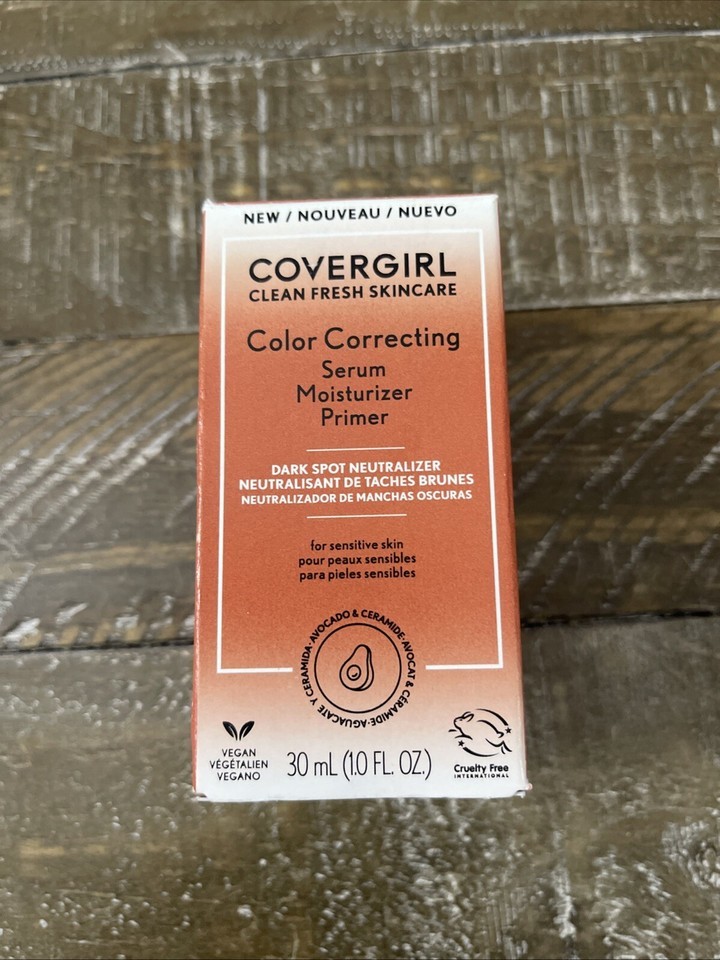 NEW / NOUVEAU / NUEVO
COVERGIRL
CLEAN FRESH SKINCARE
Color Correcting
Serum
Moisturizer
Primer
DARK SPOT NEUTRALIZER
NEUTRALISANT DE TACHES BRUNES
NEUTRALIZADOR DE MANCHAS OSCURAS
for sensitive skin
pour peaux sensibles
para pieles sensibles
AVOCADO & CERAMIDE·AVOCAT & CÉRAMIDE·AGUACATE Y CERAMIDA·
VEGAN
VÉGÉTALIEN
VEGANO
30 mL (1.0 FL. OZ.)
Cruelty Free
INTERNATIONAL